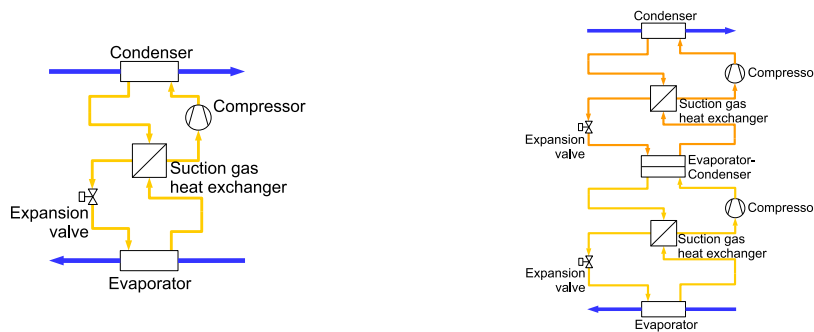 Condenser
Compressor
Suction gas
heat exchanger
Expansion
valve
Evaporator
Condenser
Compresso
Suction gas
heat exchanger
Expansion
valve
Evaporator-
Condenser
Compresso
Suction gas
heat exchanger
Expansion
valve
Evaporator